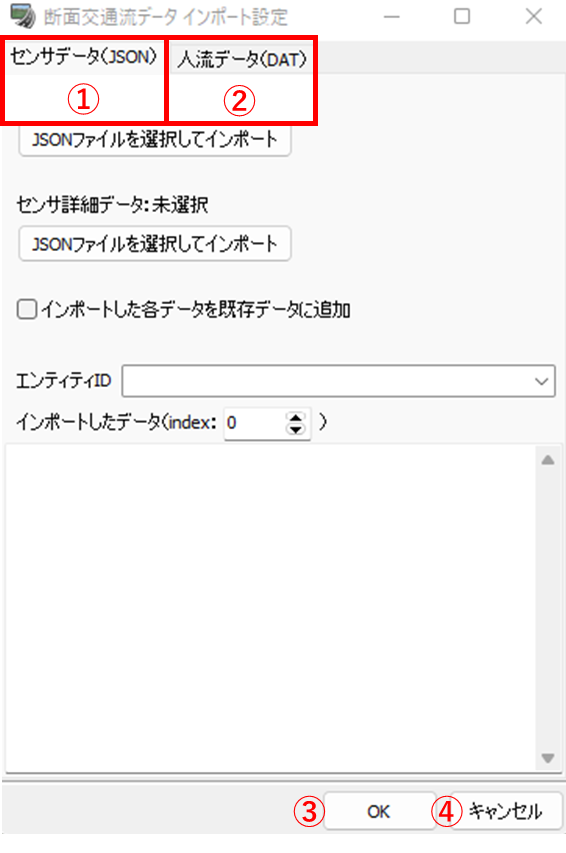 断面交通流データ インポート設定
センサデータ(JSON) 人流データ(DAT)
① ②
JSONファイルを選択してインポート
センサ詳細データ:未選択
JSONファイルを選択してインポート
インポートした各データを既存データに追加
エンティティID
インポートしたデータ(index: 0 )
③ OK ④ キャンセル